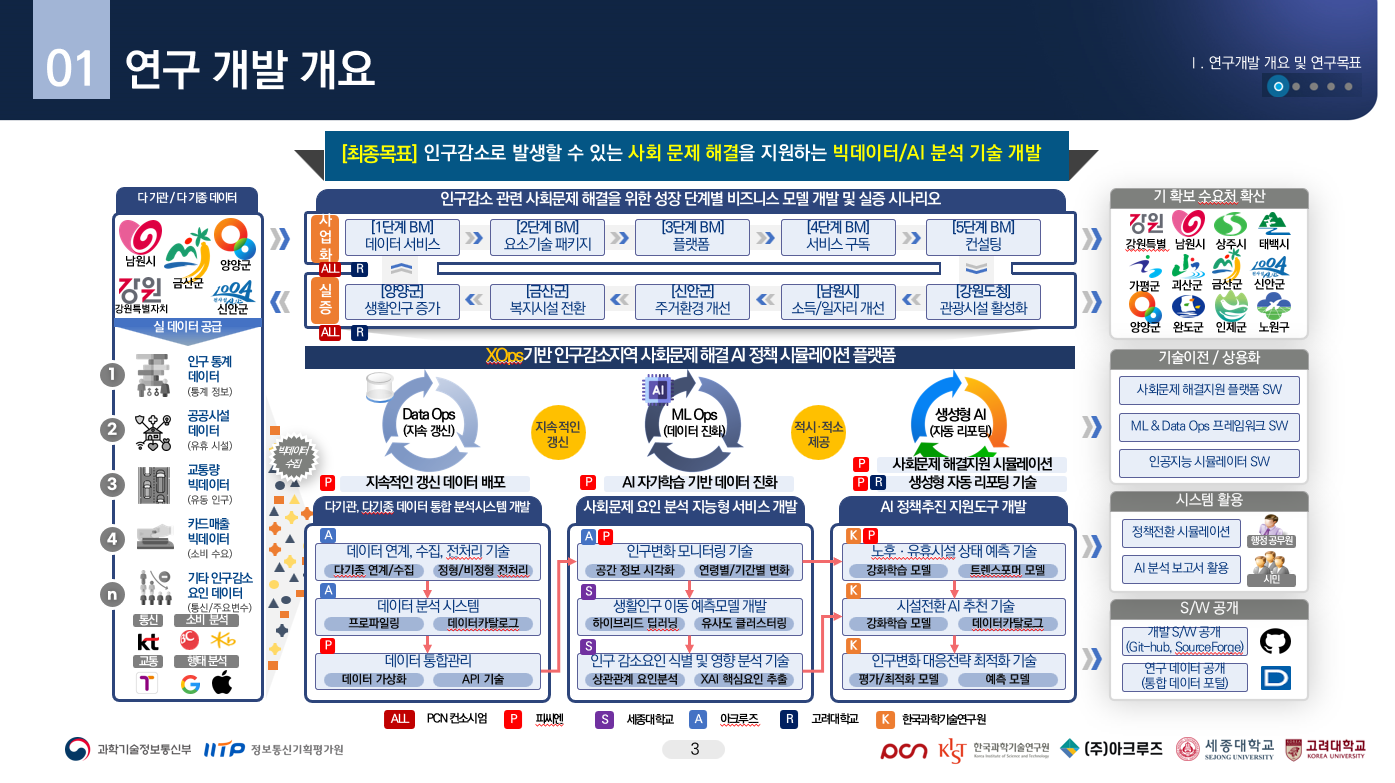 01 연구 개발 개요
Ⅰ. 연구개발 개요 및 연구목표
[최종목표] 인구감소로 발생할 수 있는 사회 문제 해결을 지원하는 빅데이터/AI 분석 기술 개발
다 기관 / 다 기종 데이터
남원시
금산군
양양군
강원
강원특별자치
1004
신안군
실 데이터 공급
1
인구 통계
데이터
(통계 정보)
2
공공시설
데이터
(유휴 시설)
3
교통량
빅데이터
(유동 인구)
4
카드매출
빅데이터
(소비 수요)
n
기타 인구감소
요인 데이터
(통신/주요변수)
통신
소비 분석
kt
교통
행태 분석
T
G
빅데이터
수집
인구감소 관련 사회문제 해결을 위한 성장 단계별 비즈니스 모델 개발 및 실증 시나리오
사업화
[1단계 BM]
데이터 서비스
[2단계 BM]
요소기술 패키지
[3단계 BM]
플랫폼
[4단계 BM]
서비스 구독
[5단계 BM]
컨설팅
ALL R
실증
[양양군]
생활인구 증가
[금산군]
복지시설 전환
[신안군]
주거환경 개선
[남원시]
소득/일자리 개선
[강원도청]
관광시설 활성화
ALL R
XOps기반 인구감소지역 사회문제 해결 AI 정책 시뮬레이션 플랫폼
Data Ops
(지속 갱신)
지속적인
갱신
AI
ML Ops
(데이터 진화)
적시·적소
제공
생성형 AI
(자동 리포팅)
P 지속적인 갱신 데이터 배포
P AI 자가학습 기반 데이터 진화
P 사회문제 해결지원 시뮬레이션
P R 생성형 자동 리포팅 기술
다기관, 다기종 데이터 통합 분석시스템 개발
A
데이터 연계, 수집, 전처리 기술
다기종 연계/수집
정형/비정형 전처리
A
데이터 분석 시스템
프로파일링
데이터카탈로그
P
데이터 통합관리
데이터 가상화
API 기술
사회문제 요인 분석 지능형 서비스 개발
A P
인구변화 모니터링 기술
공간 정보 시각화
연령별/기간별 변화
S
생활인구 이동 예측모델 개발
하이브리드 딥러닝
유사도 클러스터링
S
인구 감소요인 식별 및 영향 분석 기술
상관관계 요인분석
XAI 핵심요인 추출
AI 정책추진 지원도구 개발
K P
노후·유휴시설 상태 예측 기술
강화학습 모델
트렌스포머 모델
K
시설전환 AI 추천 기술
강화학습 모델
데이터카탈로그
K
인구변화 대응전략 최적화 기술
평가/최적화 모델
예측 모델
기 확보 수요처 확산
강원
강원특별
남원시
상주시
태백시
가평군
괴산군
금산군
1004
신안군
양양군
완도군
인제군
노원구
기술이전 / 상용화
사회문제 해결지원 플랫폼 SW
ML & Data Ops 프레임워크 SW
인공지능 시뮬레이터 SW
시스템 활용
정책전환 시뮬레이션
행정 공무원
AI 분석 보고서 활용
시민
S/W 공개
개발 S/W 공개
(Git-hub, SourceForge)
연구 데이터 공개
(통합 데이터 포털)
D
ALL PCN 컨소시엄
P 피씨엔
S 세종대학교
A 아크루즈
R 고려대학교
K 한국과학기술연구원
과학기술정보통신부
IITP 정보통신기획평가원
3
pcn
KIST 한국과학기술연구원
Korea Institute of Science and Technology
(주)아크루즈
세종대학교
SEJONG UNIVERSITY
고려대학교
KOREA UNIVERSITY